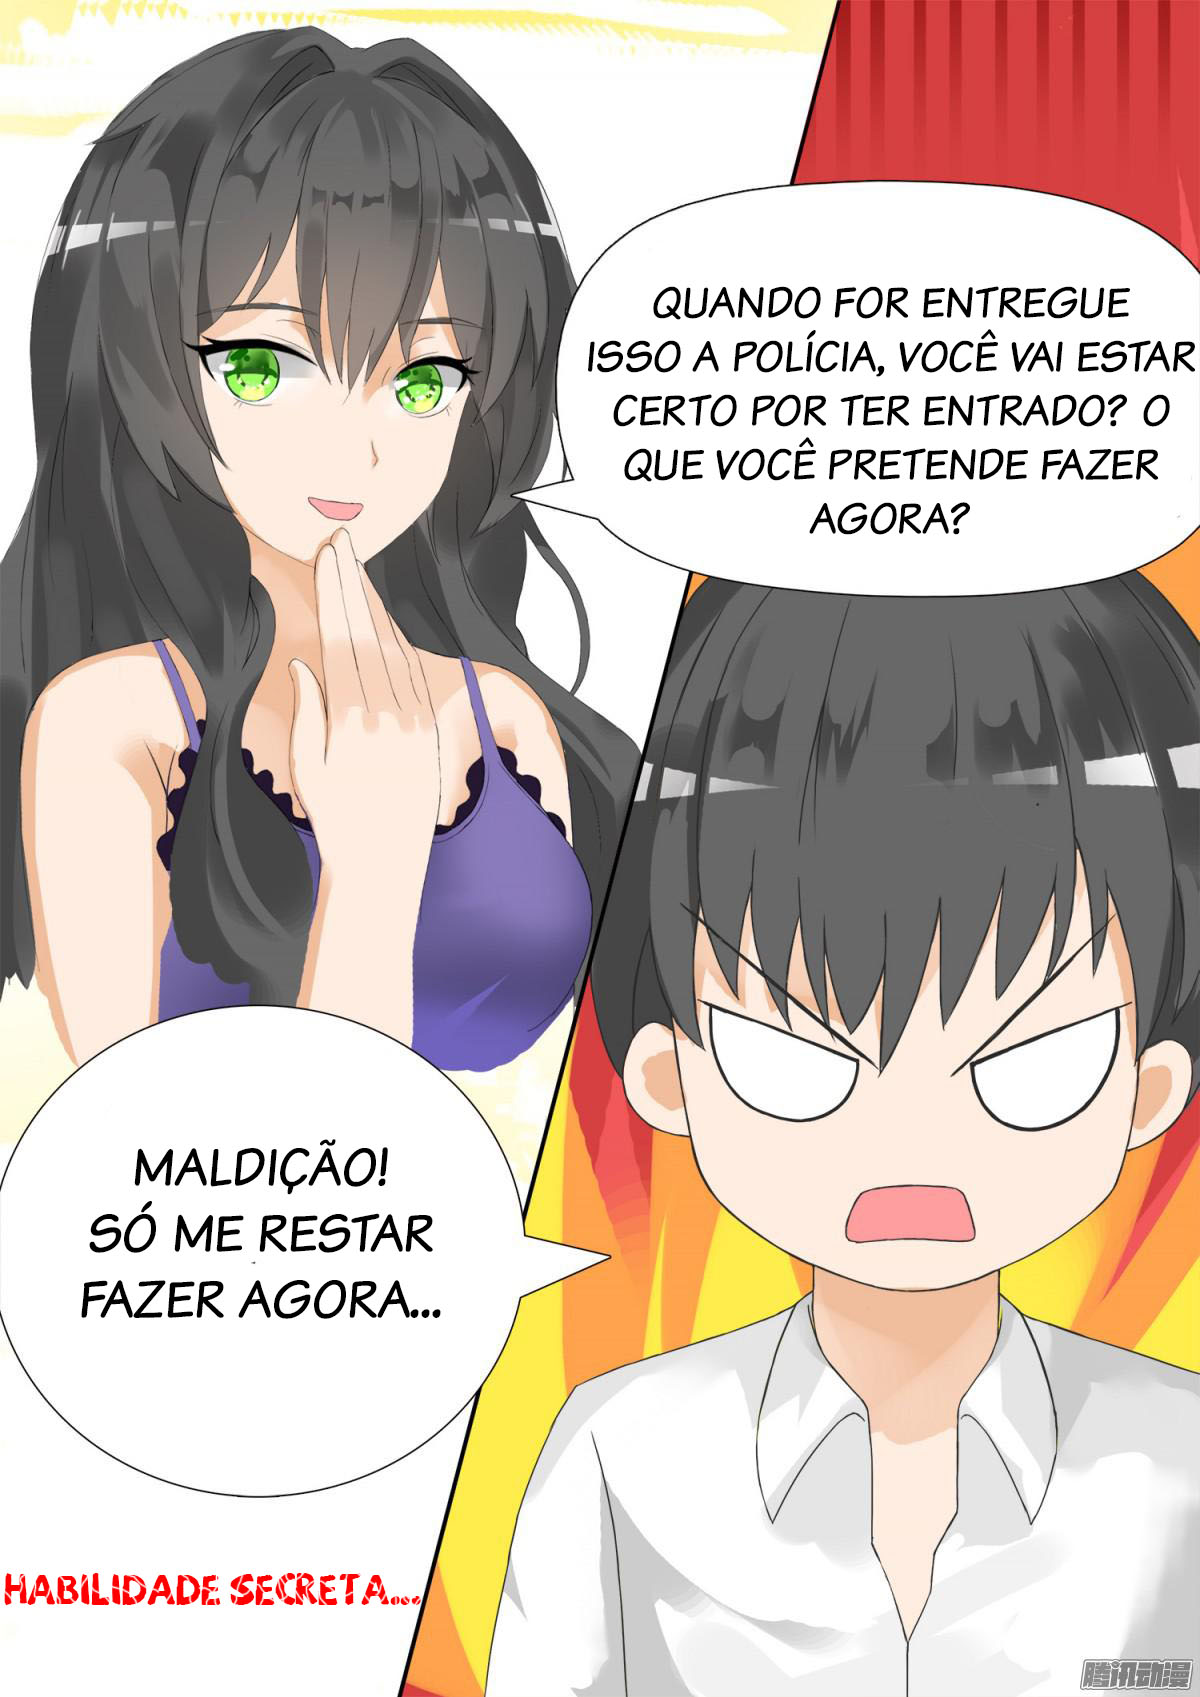 QUANDO FOR ENTREGUE
ISSO A POLÍCIA, VOCÊ VAI ESTAR
CERTO POR TER ENTRADO? O
QUE VOCÊ PRETENDE FAZER
AGORA?
MALDIÇÃO!
SÓ ME RESTAR
FAZER AGORA...
HABILIDADE SECRETA...
腾讯动漫